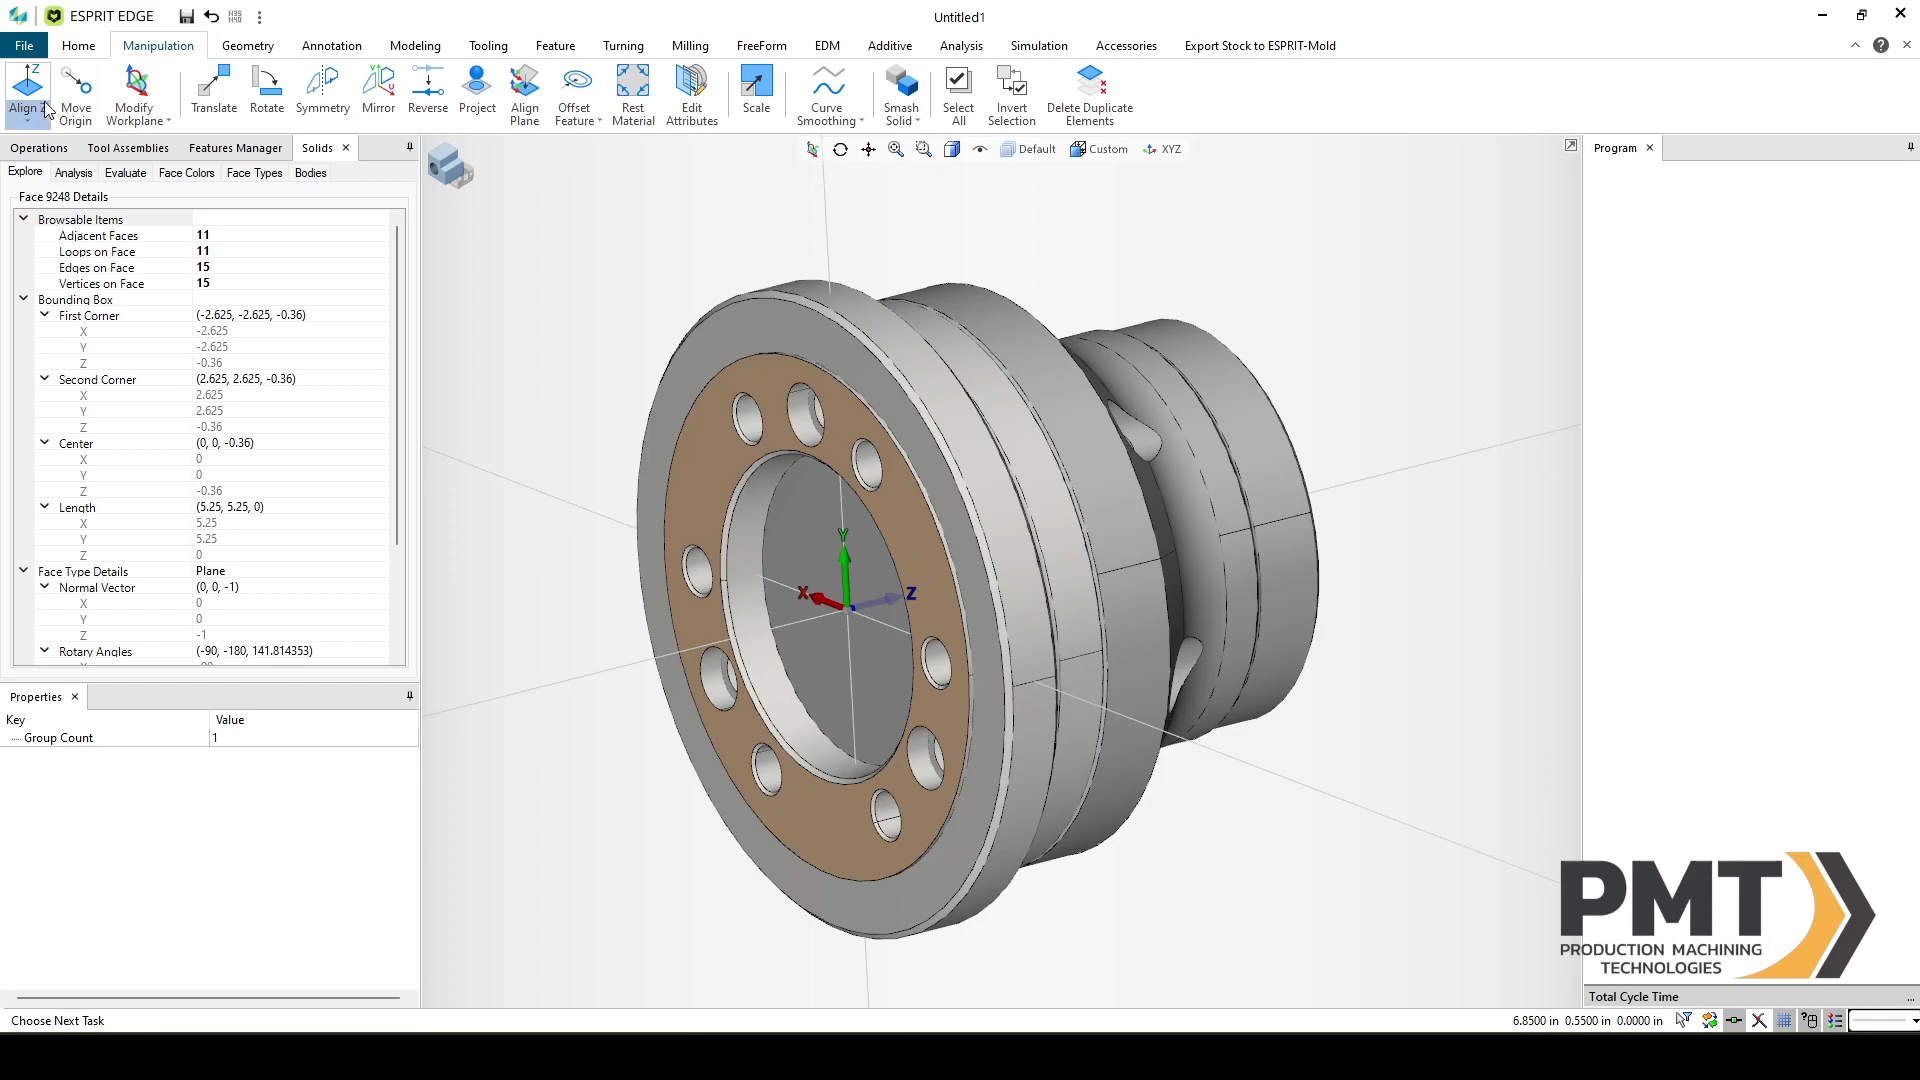 ESPRIT EDGE
Untitled1
File Home Manipulation Geometry Annotation Modeling Tooling Feature Turning Milling FreeForm EDM Additive Analysis Simulation Accessories Export Stock to ESPRIT-Mold
Align Z
Move Origin
Modify Workplane
Translate
Rotate
Symmetry
Mirror
Reverse
Project
Align Plane
Offset Feature
Rest Material
Edit Attributes
Scale
Curve Smoothing
Smash Solid
Select All
Invert Selection
Delete Duplicate Elements
Operations Tool Assemblies Features Manager Solids
Default Custom XYZ
Program
Explore Analysis Evaluate Face Colors Face Types Bodies
Face 9248 Details
Browsable Items
Adjacent Faces 11
Loops on Face 11
Edges on Face 15
Vertices on Face 15
Bounding Box
First Corner (-2.625, -2.625, -0.36)
X -2.625
Y -2.625
Z -0.36
Second Corner (2.625, 2.625, -0.36)
X 2.625
Y 2.625
Z -0.36
Center (0, 0, -0.36)
X 0
Y 0
Z -0.36
Length (5.25, 5.25, 0)
X 5.25
Y 5.25
Z 0
Face Type Details Plane
Normal Vector (0, 0, -1)
X 0
Y 0
Z -1
Rotary Angles (-90, -180, 141.814353)
Y
X
Z
Properties
Key Value
Group Count 1
PMT
PRODUCTION MACHINING
TECHNOLOGIES
Total Cycle Time ...
Choose Next Task
6.8500 in 0.5500 in 0.0000 in